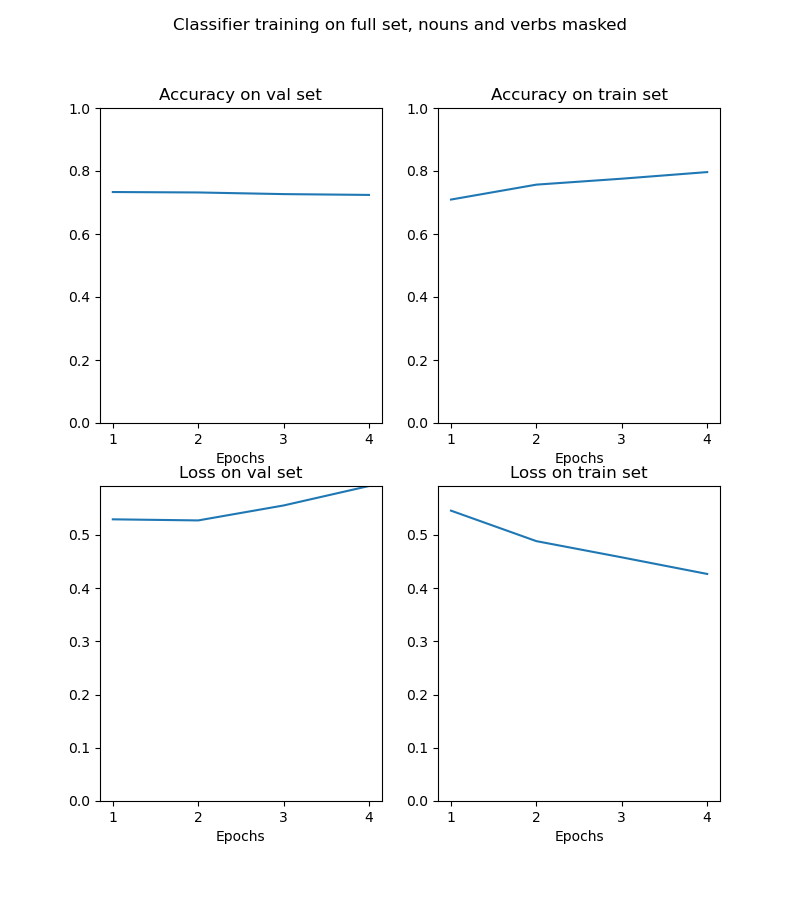 Classifier training on full set, nouns and verbs masked
Accuracy on val set
1.0
0.8
0.6
0.4
0.2
0.0
1 2 3 4
Epochs
Accuracy on train set
1.0
0.8
0.6
0.4
0.2
0.0
1 2 3 4
Epochs
Loss on val set
0.5
0.4
0.3
0.2
0.1
0.0
1 2 3 4
Epochs
Loss on train set
0.5
0.4
0.3
0.2
0.1
0.0
1 2 3 4
Epochs